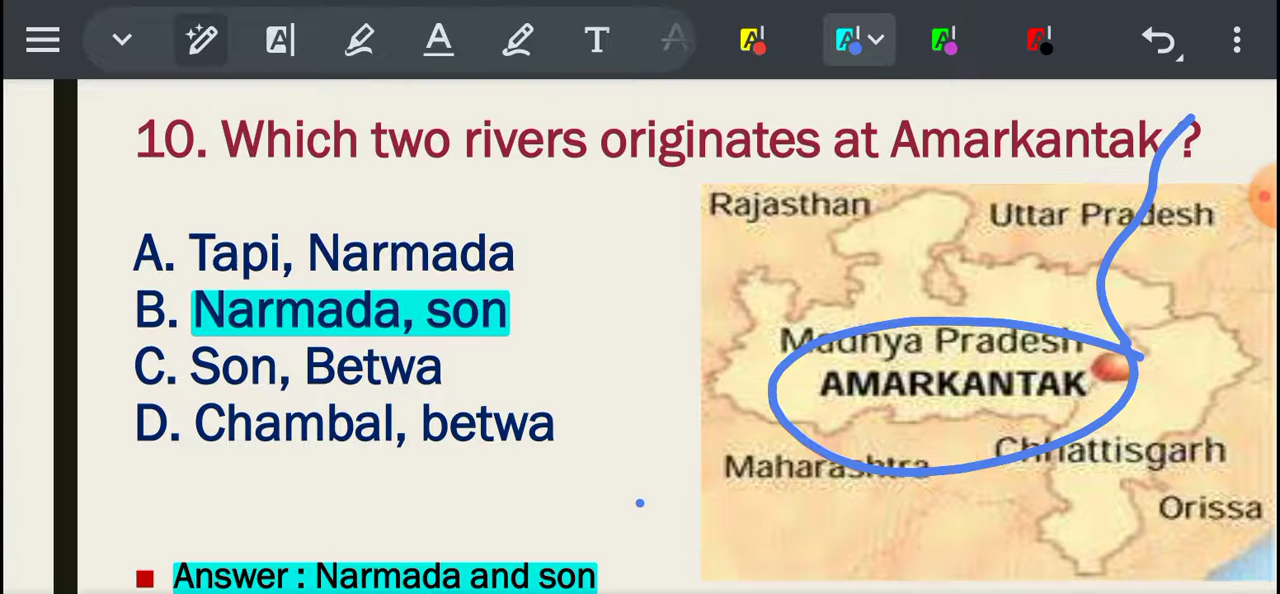 10. Which two rivers originates at Amarkantak ?
A. Tapi, Narmada
B. Narmada, son
C. Son, Betwa
D. Chambal, betwa
Answer : Narmada and son
Rajasthan
Uttar Pradesh
Madhya Pradesh
AMARKANTAK
Chhattisgarh
Maharashtra
Orissa